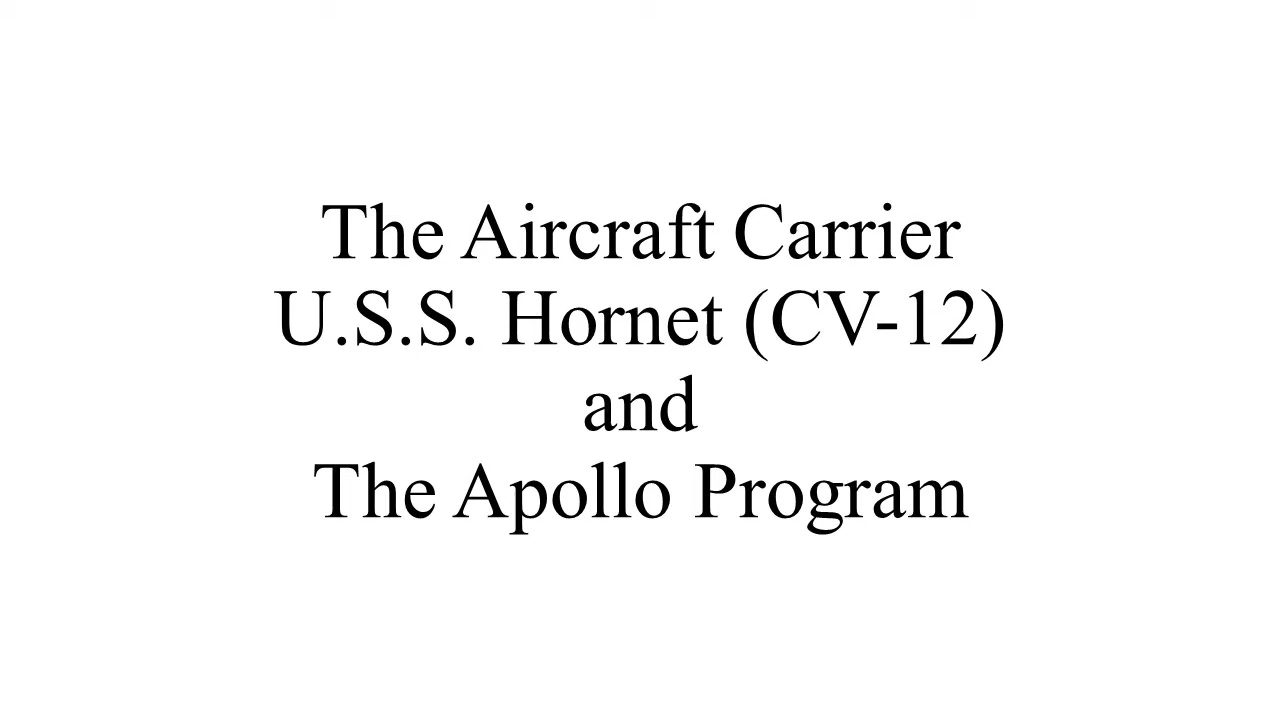 The Aircraft Carrier
U.S.S. Hornet (CV-12)
and
The Apollo Program